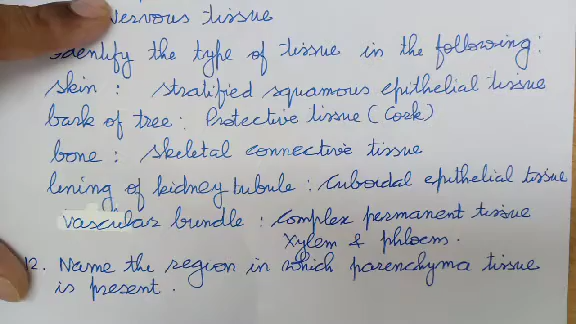 Nervous tissue
Identify the type of tissue in the following:
skin: stratified squamous epithelial tissue
bark of tree: Protective tissue (Cork)
bone: skeletal connective tissue
lening of kidney tubule: Cuboidal epithelial tissue
vascular bundle: Complex permanent tissue
xylem & phloem.
12. Name the region in which parenchyma tissue
is present.